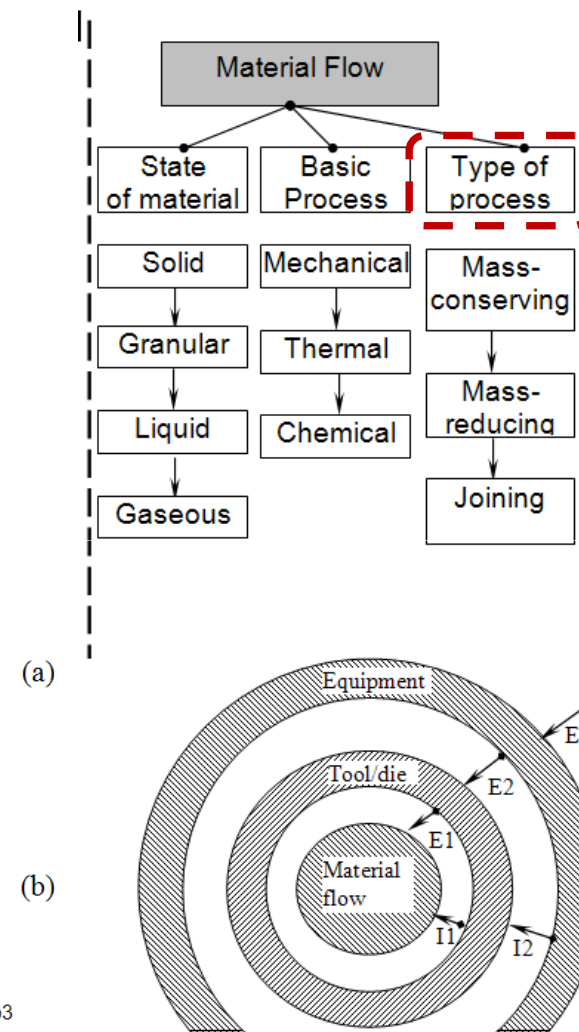 Material Flow
State
of material
Basic
Process
Type of
process
Solid
Granular
Liquid
Gaseous
Mechanical
Thermal
Chemical
Mass-
conserving
Mass-
reducing
Joining
(a)
Equipment
E
Tool/die
E2
E1
Material
flow
I1
I2
(b)